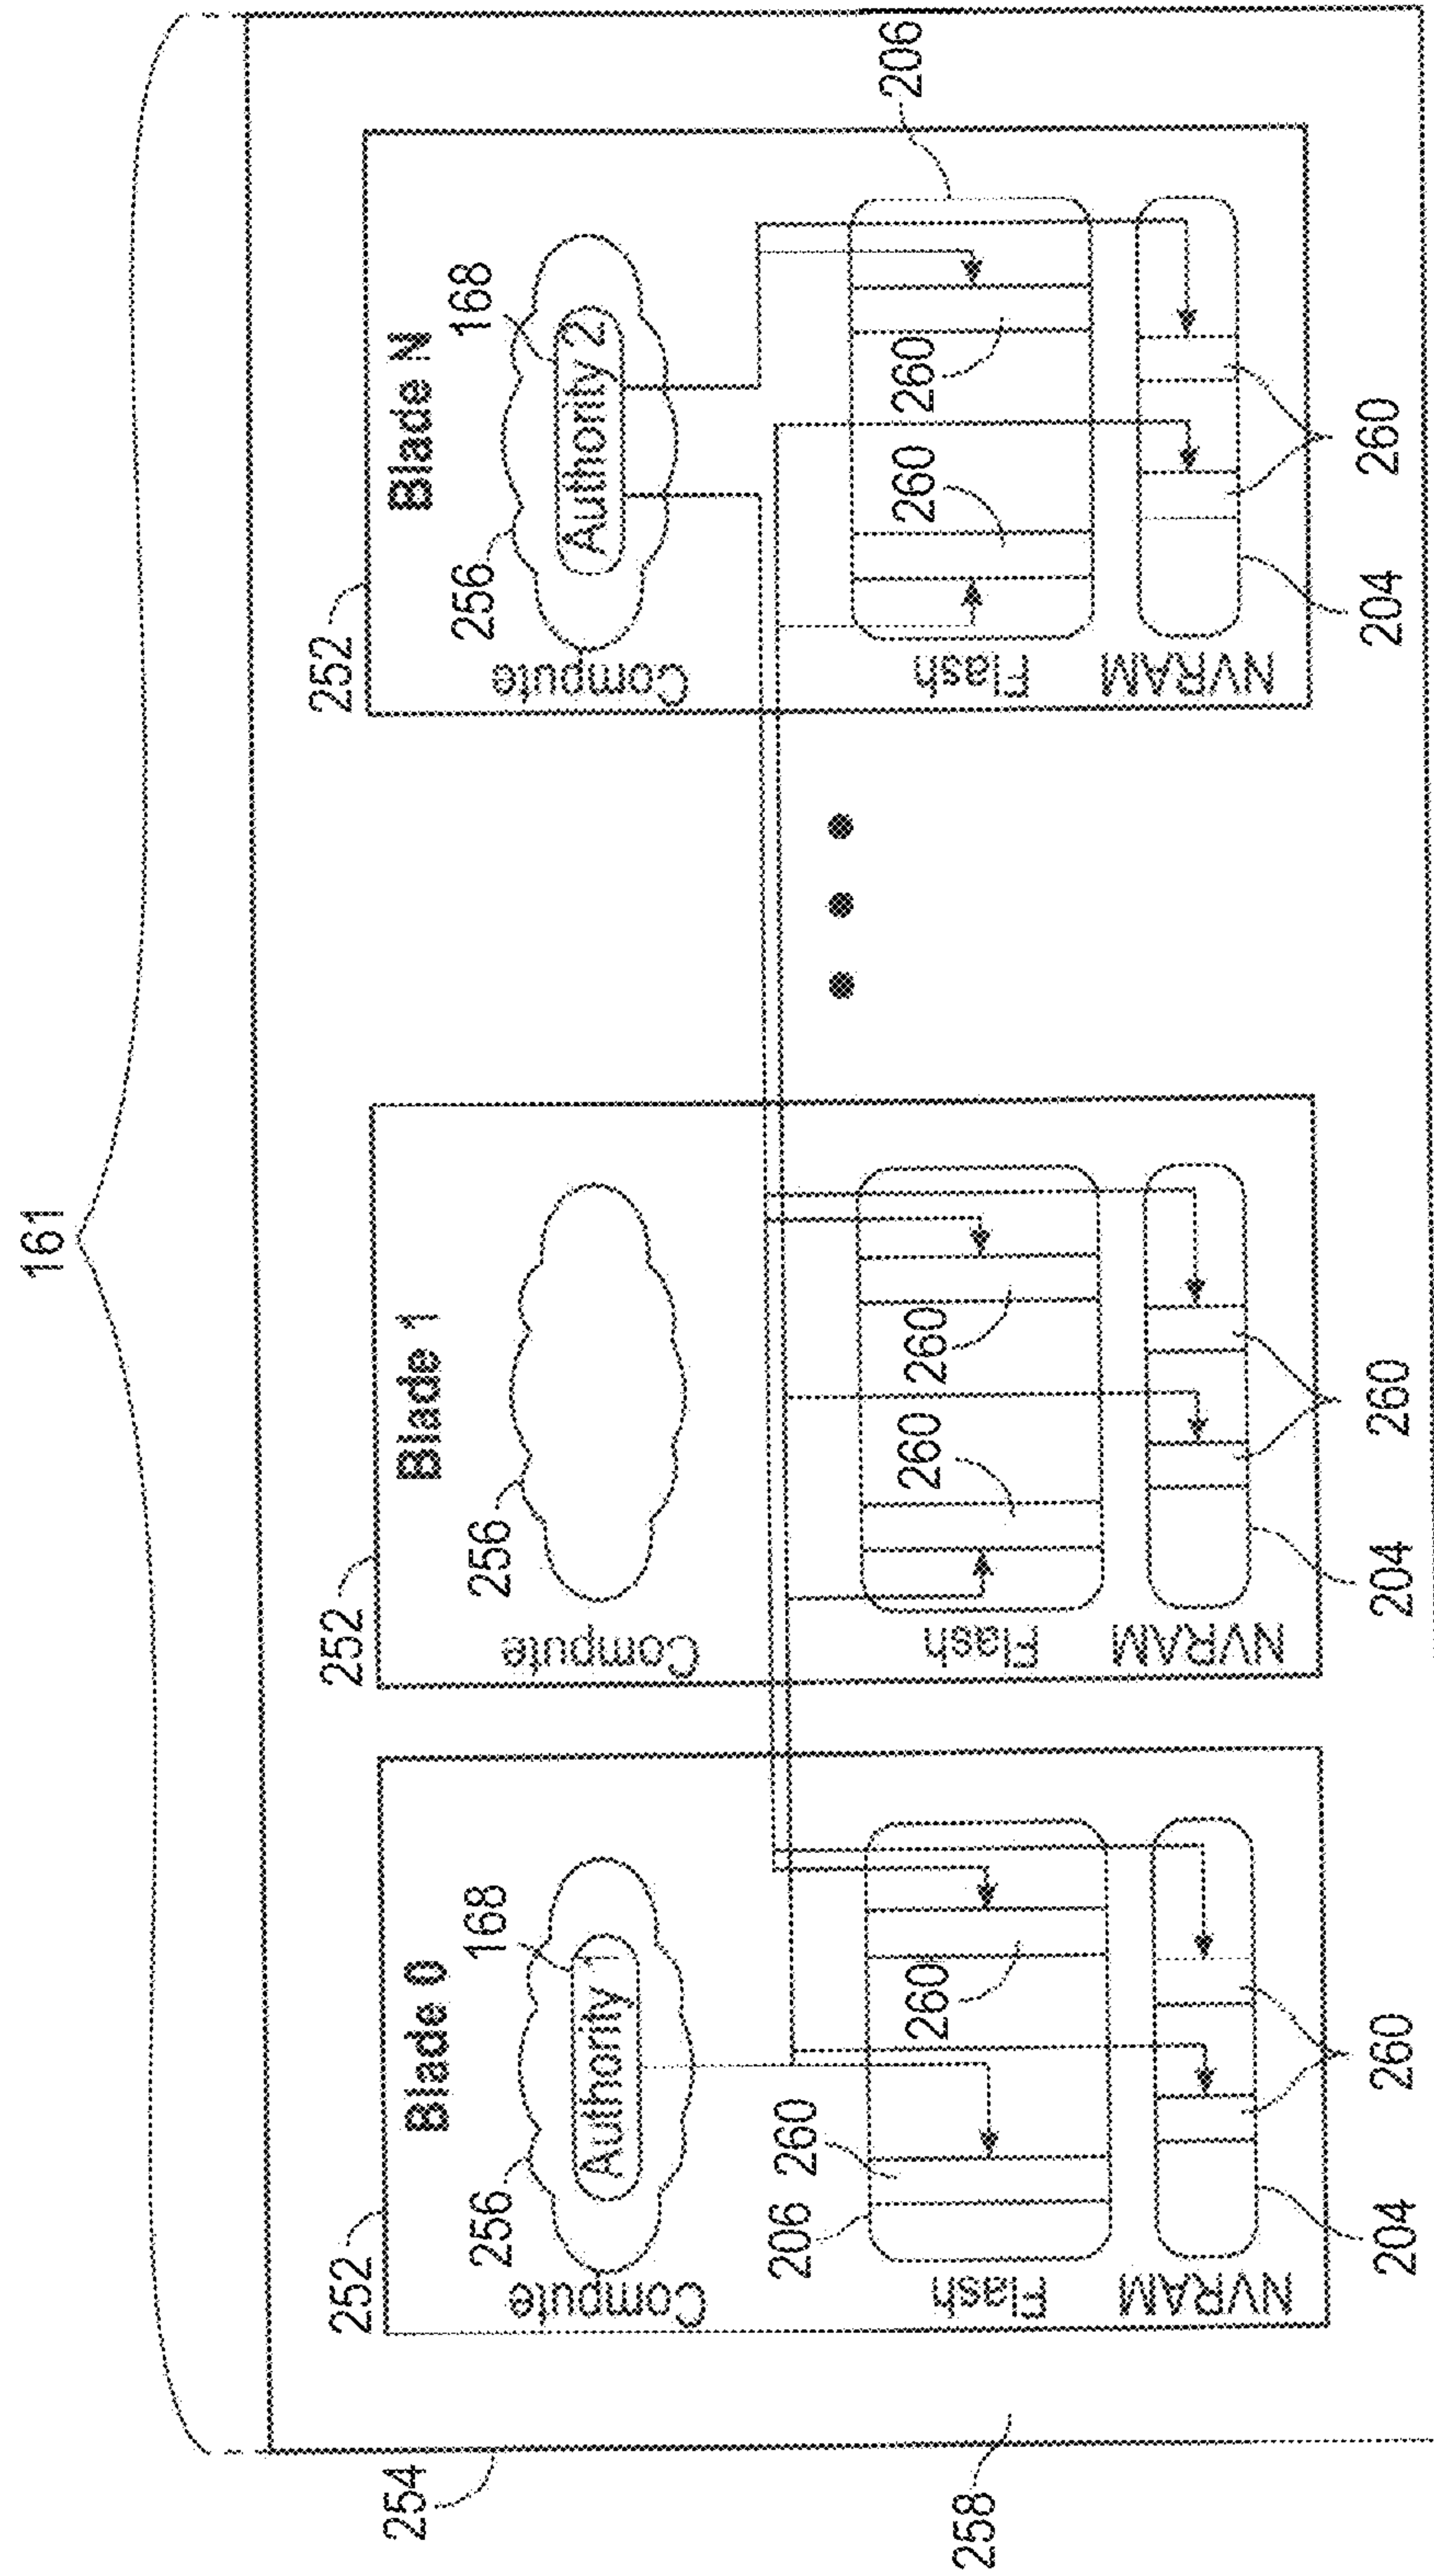 161
254
252
Blade 0
252
Blade 1
252
Blade N
256
168
Authority 1
Compute
256
Compute
256
168
Authority 2
Compute
206
260
260
Flash
260
260
Flash
260
260
206
Flash
258
NVRAM
NVRAM
NVRAM
204
260
204
260
204
260